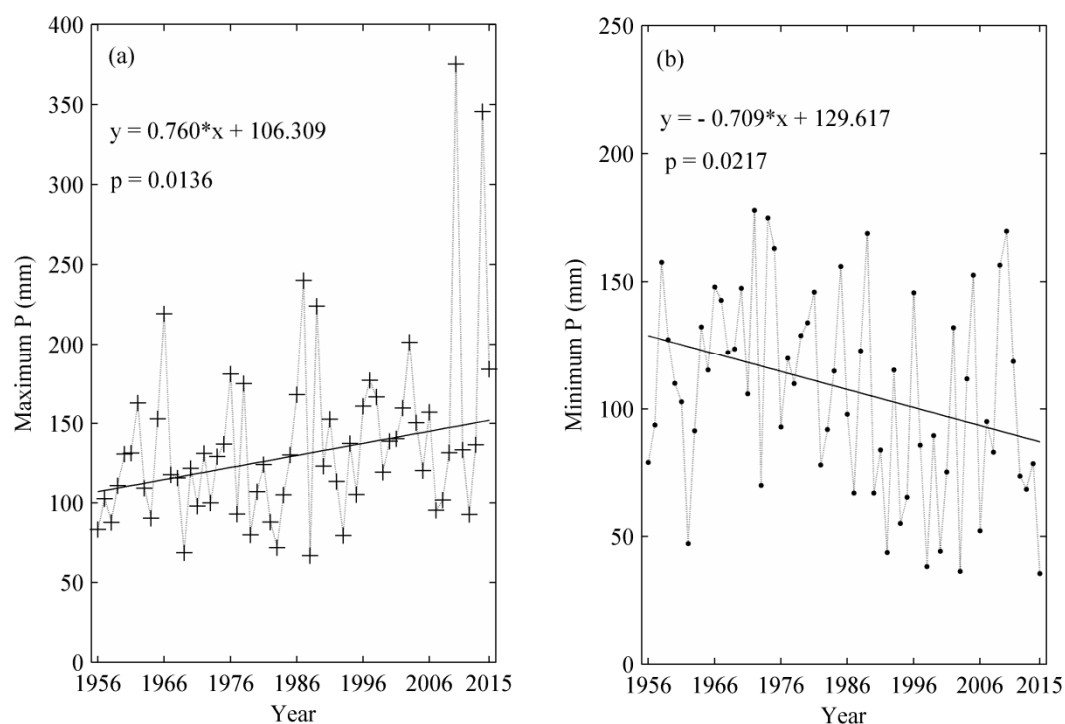 (a)
y = 0.760*x + 106.309
p = 0.0136
Maximum P (mm)
400
350
300
250
200
150
100
50
0
1956 1966 1976 1986 1996 2006 2015
Year
(b)
y = - 0.709*x + 129.617
p = 0.0217
Minimum P (mm)
250
200
150
100
50
0
1956 1966 1976 1986 1996 2006 2015
Year